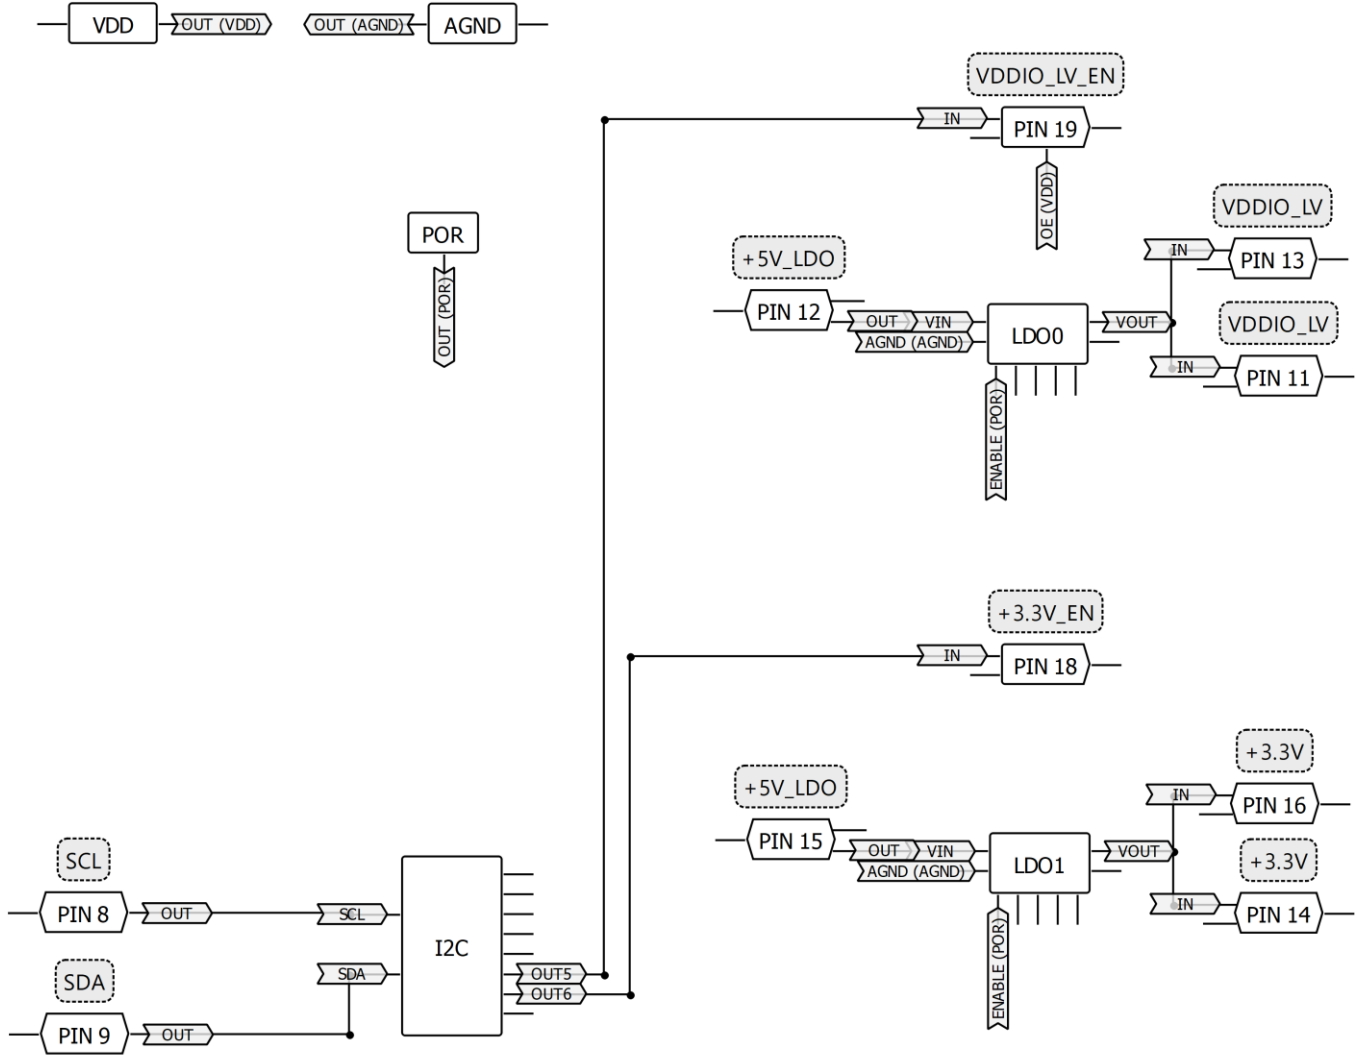 VDD
OUT (VDD)
OUT (AGND)
AGND
VDDIO_LV_EN
IN
PIN 19
OE (VDD)
POR
OUT (POR)
+5V_LDO
PIN 12
OUT
VIN
AGND (AGND)
LDO0
ENABLE (POR)
VOUT
VDDIO_LV
IN
PIN 13
VDDIO_LV
IN
PIN 11
+3.3V_EN
IN
PIN 18
+5V_LDO
PIN 15
OUT
VIN
AGND (AGND)
LDO1
ENABLE (POR)
VOUT
+3.3V
IN
PIN 16
+3.3V
IN
PIN 14
SCL
PIN 8
OUT
SCL
I2C
SDA
OUT5
OUT6
SDA
PIN 9
OUT